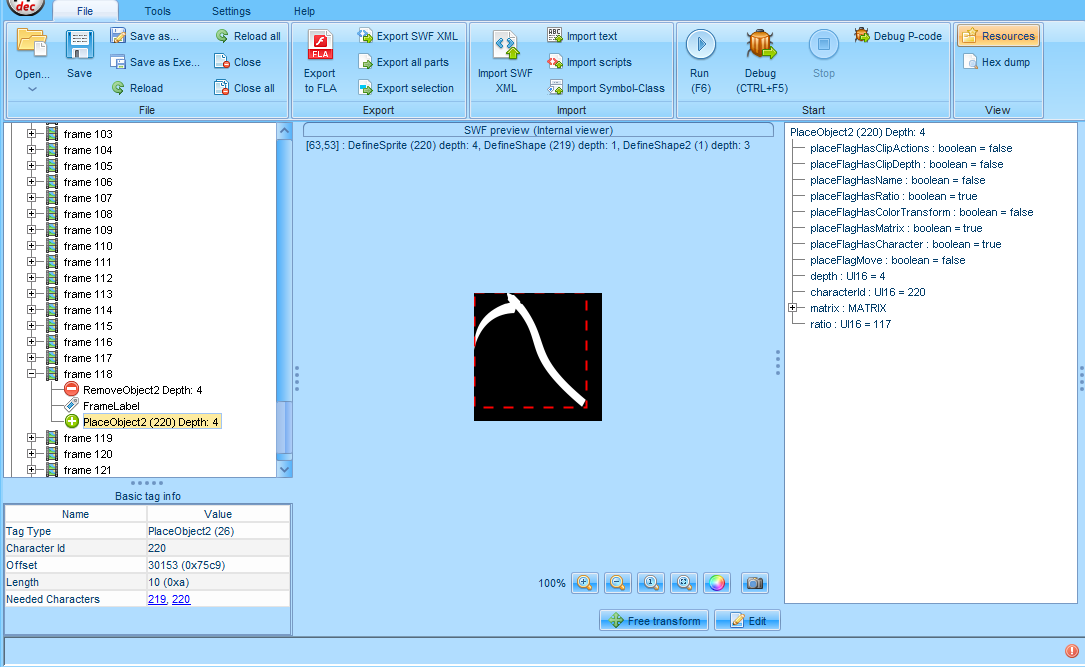 dec
File Tools Settings Help
Open... Save Save as... Save as Exe... Reload Reload all Close Close all
File
Export to FLA Export SWF XML Export all parts Export selection
Export
Import SWF XML Import text Import scripts Import Symbol-Class
Import
Run (F6) Debug (CTRL+F5) Stop Debug P-code
Start
Resources Hex dump
View
frame 103
frame 104
frame 105
frame 106
frame 107
frame 108
frame 109
frame 110
frame 111
frame 112
frame 113
frame 114
frame 115
frame 116
frame 117
frame 118
RemoveObject2 Depth: 4
FrameLabel
PlaceObject2 (220) Depth: 4
frame 119
frame 120
frame 121
Basic tag info
Name Value
Tag Type PlaceObject2 (26)
Character Id 220
Offset 30153 (0x75c9)
Length 10 (0xa)
Needed Characters 219, 220
SWF preview (Internal viewer)
[63,53] : DefineSprite (220) depth: 4, DefineShape (219) depth: 1, DefineShape2 (1) depth: 3
100%
Free transform Edit
PlaceObject2 (220) Depth: 4
placeFlagHasClipActions : boolean = false
placeFlagHasClipDepth : boolean = false
placeFlagHasName : boolean = false
placeFlagHasRatio : boolean = true
placeFlagHasColorTransform : boolean = false
placeFlagHasMatrix : boolean = true
placeFlagHasCharacter : boolean = true
placeFlagMove : boolean = false
depth : UI16 = 4
characterId : UI16 = 220
matrix : MATRIX
ratio : UI16 = 117